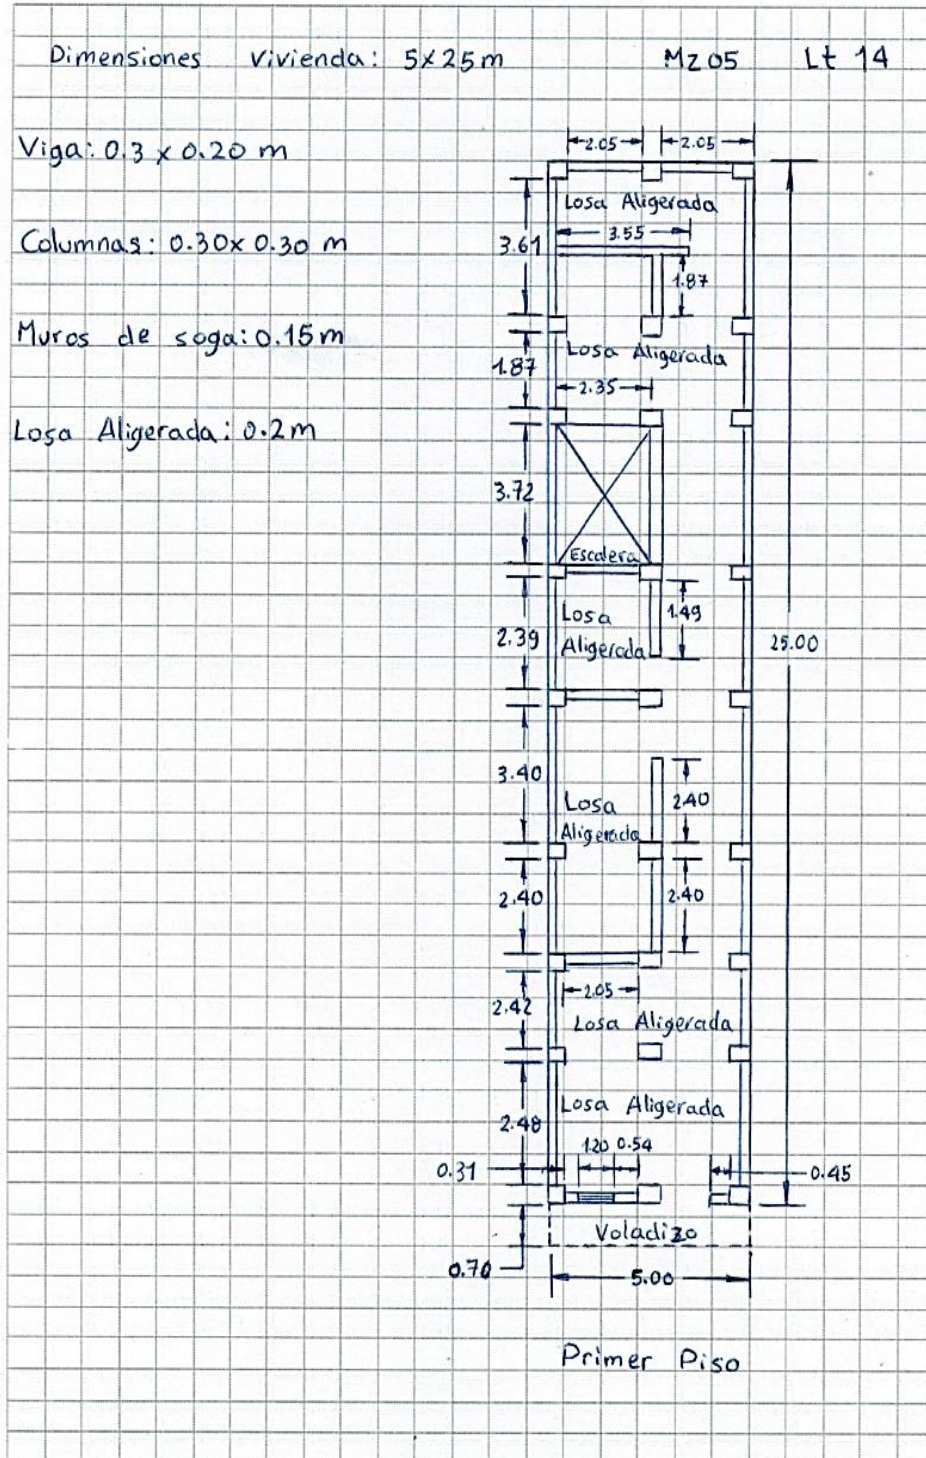 Dimensiones Vivienda: 5x25m Mz 05 Lt 14
Viga: 0.3 x 0.20 m
Columnas: 0.30x 0.30 m
Muros de soga: 0.15m
Losa Aligerada: 0.2m
2.05 2.05
Losa Aligerada
3.55
3.61
1.87
Losa Aligerada
1.87
2.35
3.72
Escalera
Losa
Aligerada
1.49
2.39
25.00
3.40
Losa
Aligerada
2.40
2.40
2.40
2.05
2.42
Losa Aligerada
Losa Aligerada
2.48
1.20 0.54
0.31
0.45
Voladizo
0.70
5.00
Primer Piso